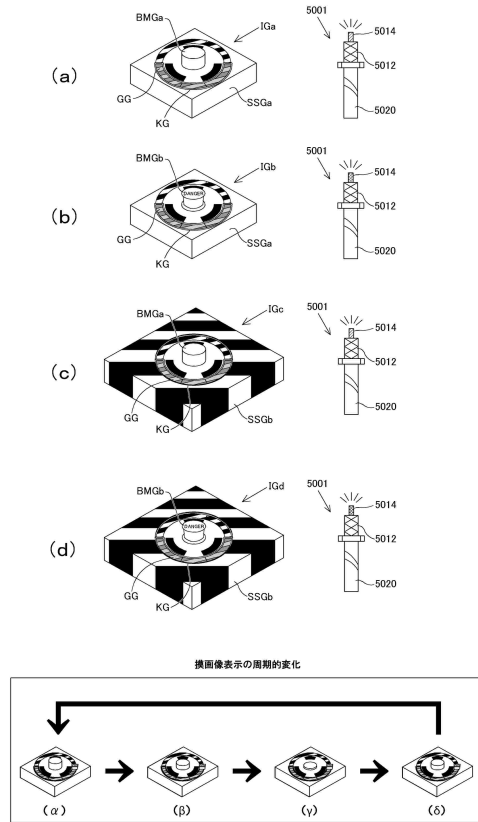 BMGa
IGa
5001
5014
5012
(a)
GG
SSGa
5020
KG
BMGb
IGb
5001
5014
DANGER
5012
(b)
GG
SSGa
5020
KG
BMGa
IGc
5001
5014
5012
(c)
5020
GG
SSGb
KG
BMGb
IGd
5001
5014
DANGER
5012
(d)
5020
GG
SSGb
KG
摸画像表示の周期的変化
(α)
(β)
(γ)
(δ)